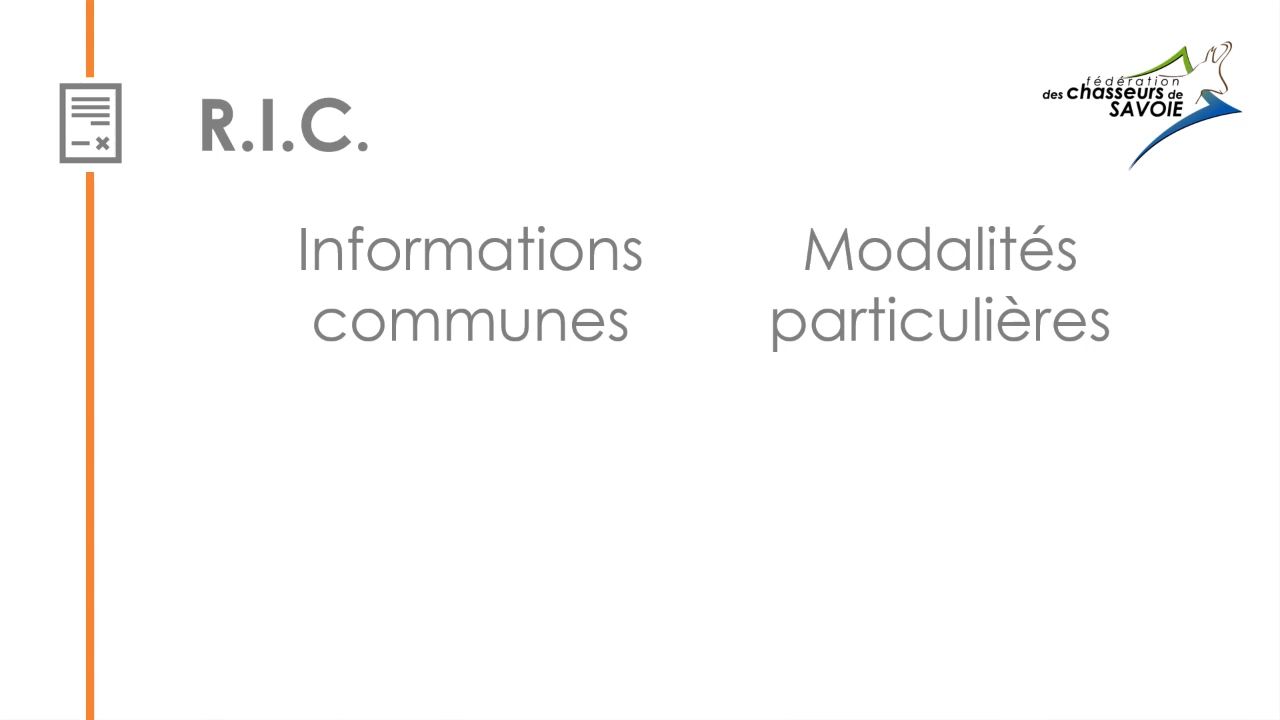 R.I.C.
fédération
des chasseurs de
SAVOIE
Informations
communes
Modalités
particulières